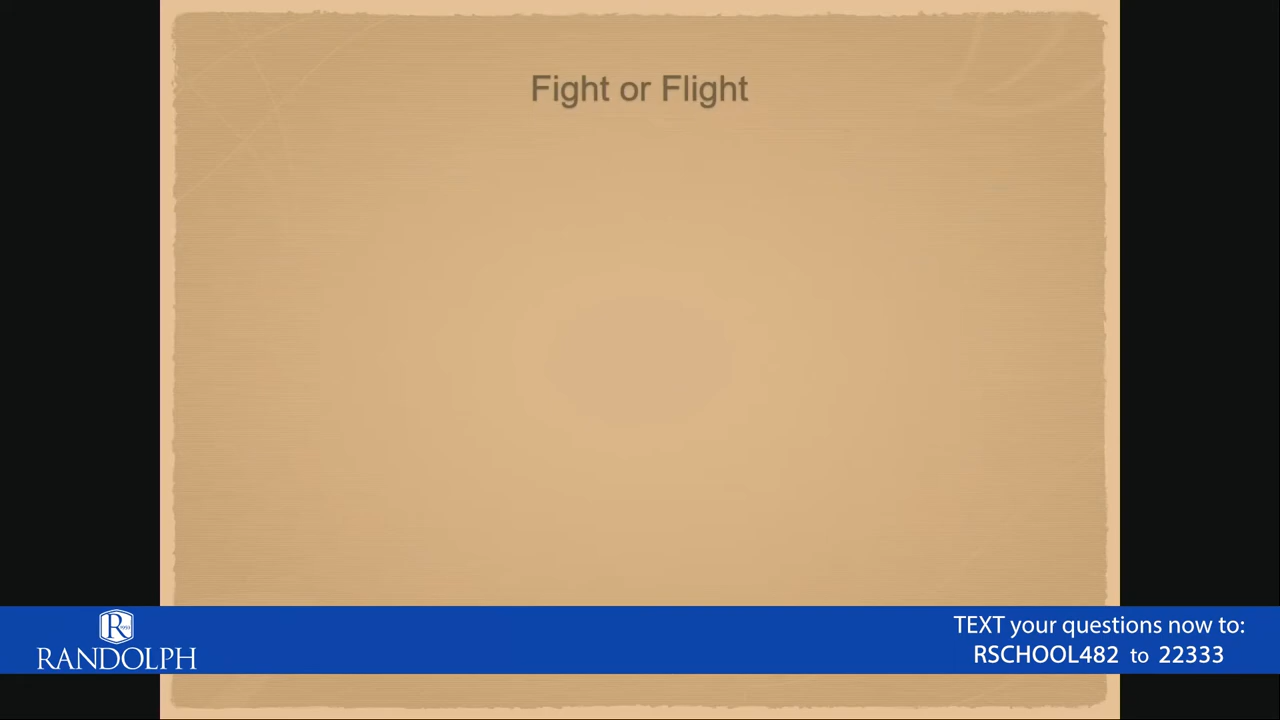 Fight or Flight
R
RANDOLPH
TEXT your questions now to:
RSCHOOL482 to 22333